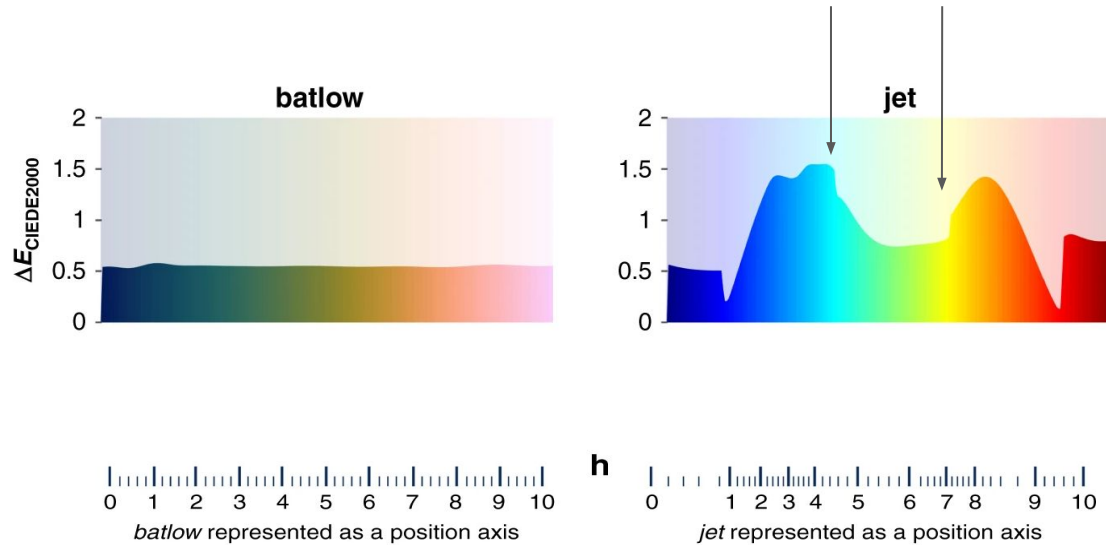 batlow
jet
ΔE_CIEDE2000
2
1.5
1
0.5
0
2
1.5
1
0.5
0
h
0 1 2 3 4 5 6 7 8 9 10
0 1 2 3 4 5 6 7 8 9 10
batlow represented as a position axis
jet represented as a position axis